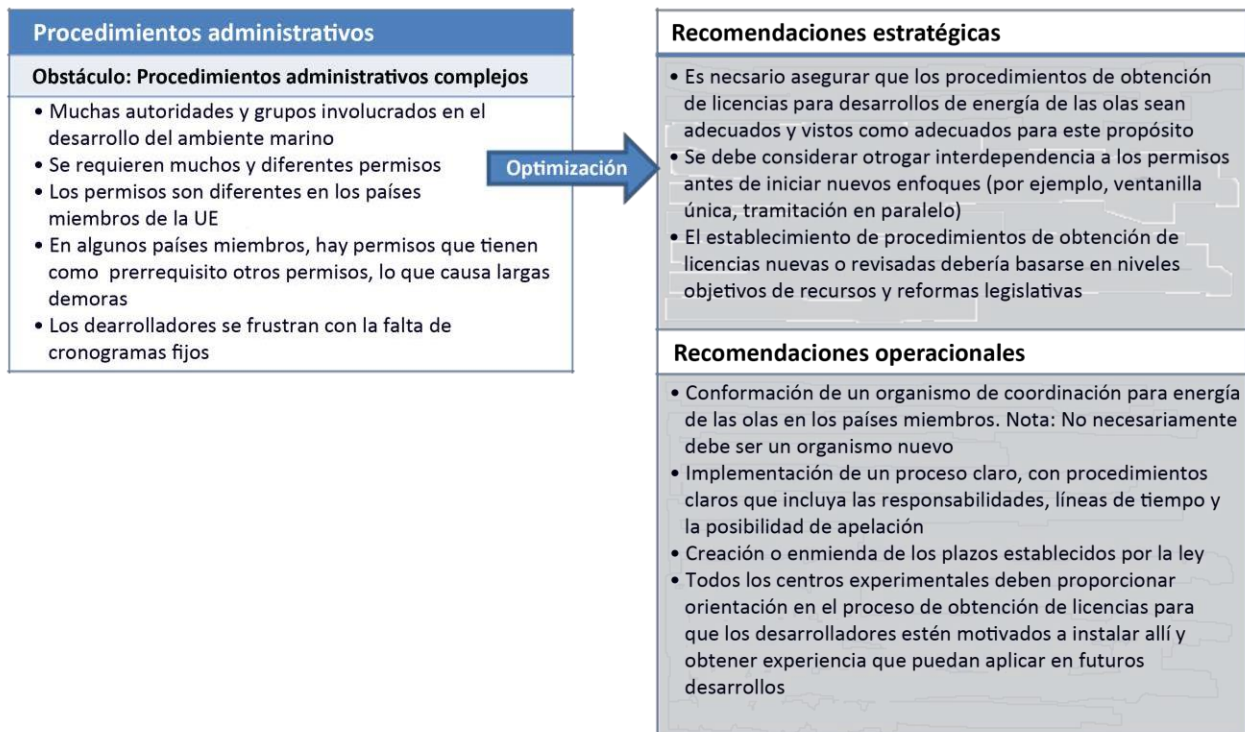 Procedimientos administrativos
Obstáculo: Procedimientos administrativos complejos
• Muchas autoridades y grupos involucrados en el
desarrollo del ambiente marino
• Se requieren muchos y diferentes permisos
• Los permisos son diferentes en los países
miembros de la UE
• En algunos países miembros, hay permisos que tienen
como prerrequisito otros permisos, lo que causa largas
demoras
• Los dearrolladores se frustran con la falta de
cronogramas fijos
Optimización
Recomendaciones estratégicas
• Es necsario asegurar que los procedimientos de obtención
de licencias para desarrollos de energía de las olas sean
adecuados y vistos como adecuados para este propósito
• Se debe considerar otrogar interdependencia a los permisos
antes de iniciar nuevos enfoques (por ejemplo, ventanilla
única, tramitación en paralelo)
• El establecimiento de procedimientos de obtención de
licencias nuevas o revisadas debería basarse en niveles
objetivos de recursos y reformas legislativas
Recomendaciones operacionales
• Conformación de un organismo de coordinación para energía
de las olas en los países miembros. Nota: No necesariamente
debe ser un organismo nuevo
• Implementación de un proceso claro, con procedimientos
claros que incluya las responsabilidades, líneas de tiempo y
la posibilidad de apelación
• Creación o enmienda de los plazos establecidos por la ley
• Todos los centros experimentales deben proporcionar
orientación en el proceso de obtención de licencias para
que los desarrolladores estén motivados a instalar allí y
obtener experiencia que puedan aplicar en futuros
desarrollos